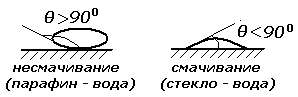 θ>90⁰
θ<90⁰
несмачивание
(парафин - вода)
смачивание
(стекло - вода)